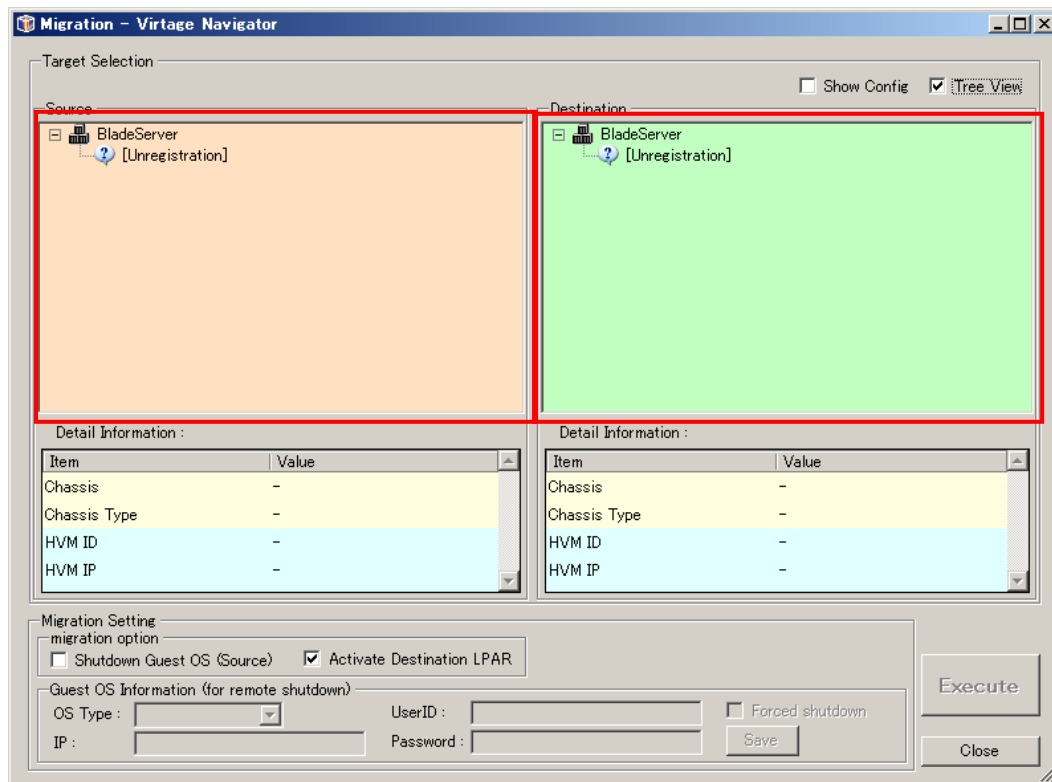 Migration - Virtage Navigator
Target Selection
Show Config Tree View
Source Destination
BladeServer BladeServer
[Unregistration] [Unregistration]
Detail Information : Detail Information :
Item Value Item Value
Chassis - Chassis -
Chassis Type - Chassis Type -
HVM ID - HVM ID -
HVM IP - HVM IP -
Migration Setting
migration option
Shutdown Guest OS (Source) Activate Destination LPAR
Guest OS Information (for remote shutdown)
OS Type : UserID : Forced shutdown
IP : Password : Save
Execute
Close